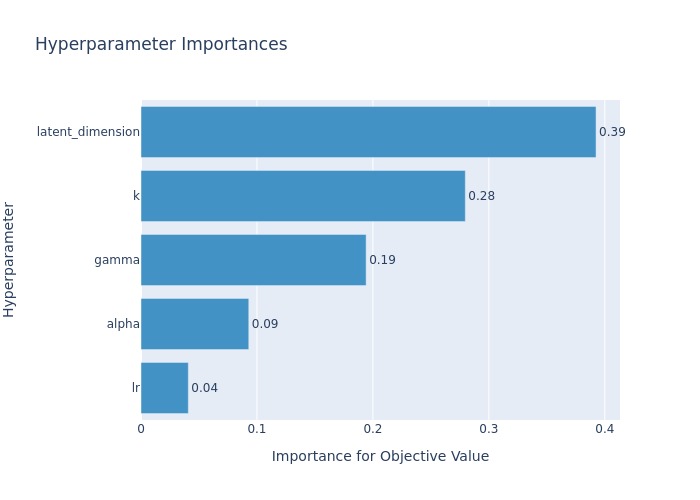 Hyperparameter Importances
Hyperparameter
latent_dimension 0.39
k 0.28
gamma 0.19
alpha 0.09
lr 0.04
0 0.1 0.2 0.3 0.4
Importance for Objective Value